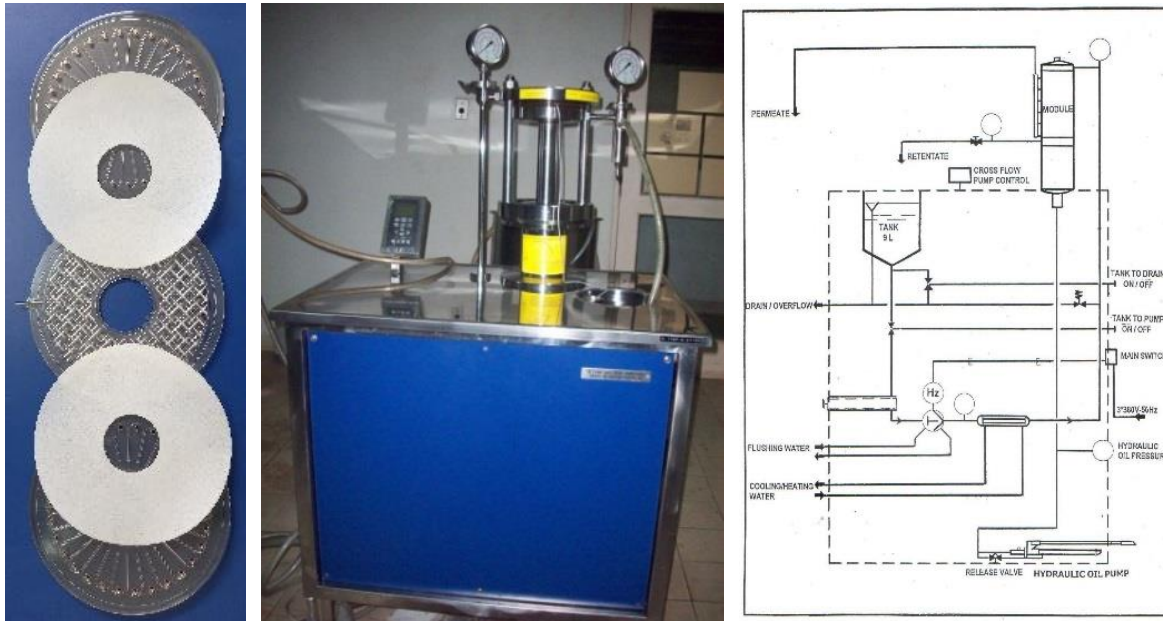 PERMEATE
MODULE
RETENTATE
CROSS FLOW
PUMP CONTROL
TANK
9 L
TANK TO DRAIN
ON / OFF
DRAIN / OVERFLOW
TANK TO PUMP
ON / OFF
MAIN SWITCH
Hz
3*380V-50Hz
FLUSHING WATER
HYDRAULIC
OIL PRESSURE
COOLING/HEATING
WATER
RELEASE VALVE
HYDRAULIC OIL PUMP